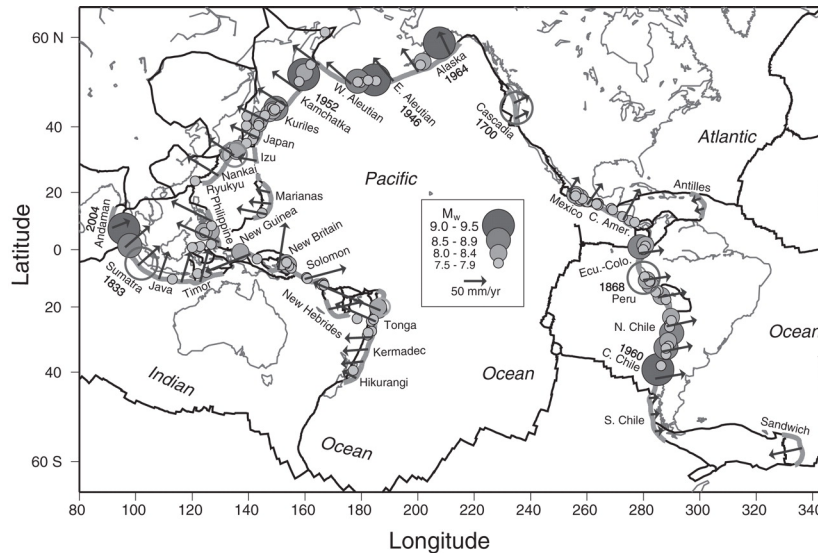 60 N
40
20
0
20
40
60 S
Latitude
80
100
120
140
160
180
200
220
240
260
280
300
320
340
Longitude
Alaska
1964
E. Aleutian
1946
W. Aleutian
1952
Kamchatka
Kuriles
Japan
Izu
Nankai
Ryukyu
Marianas
Philippine
New Guinea
New Britain
Solomon
2004
Andaman
Sumatra
1833
Java
Timor
New Hebrides
Tonga
Kermadec
Hikurangi
Cascadia
1700
Mexico
C. Amer.
Antilles
Ecu.-Colo.
1868
Peru
N. Chile
1960
C. Chile
S. Chile
Sandwich
Pacific
Atlantic
Ocean
Ocean
Indian
Ocean
Mw
9.0 - 9.5
8.5 - 8.9
8.0 - 8.4
7.5 - 7.9
50 mm/yr